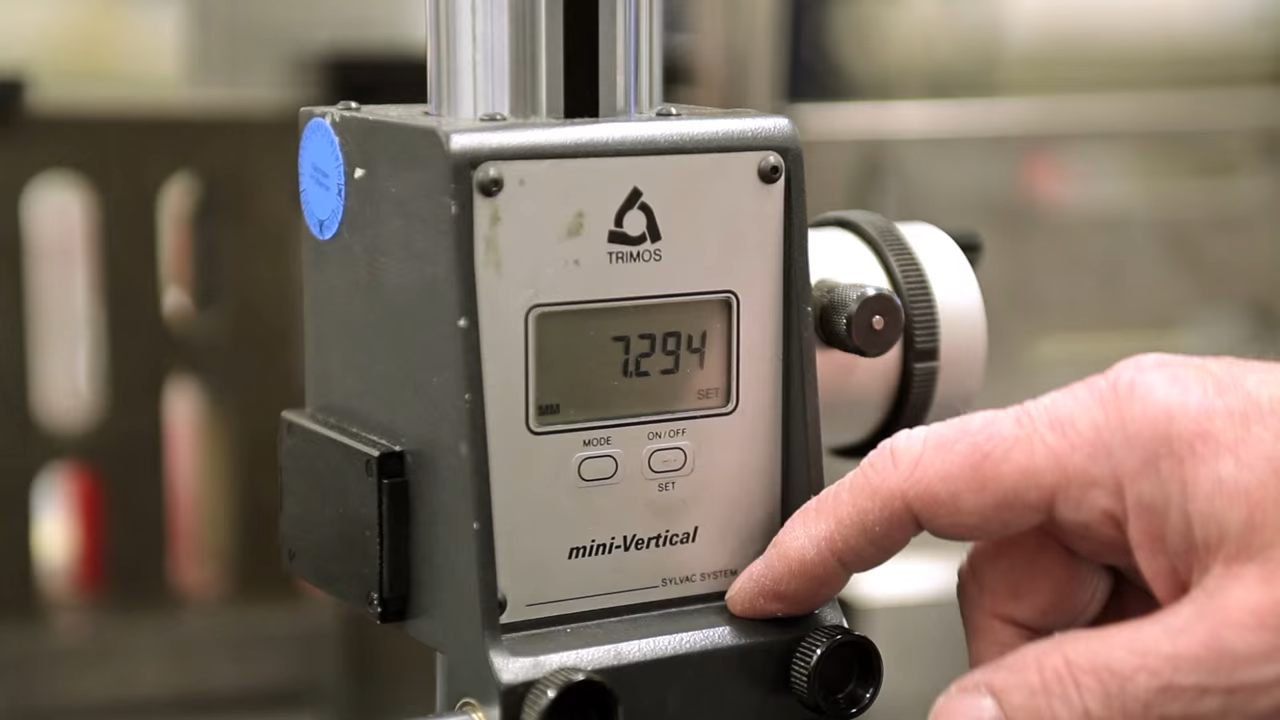 TRIMOS
7.294
SET
MM
MODE
ON/OFF
SET
mini-Vertical
SYLVAC SYSTEM